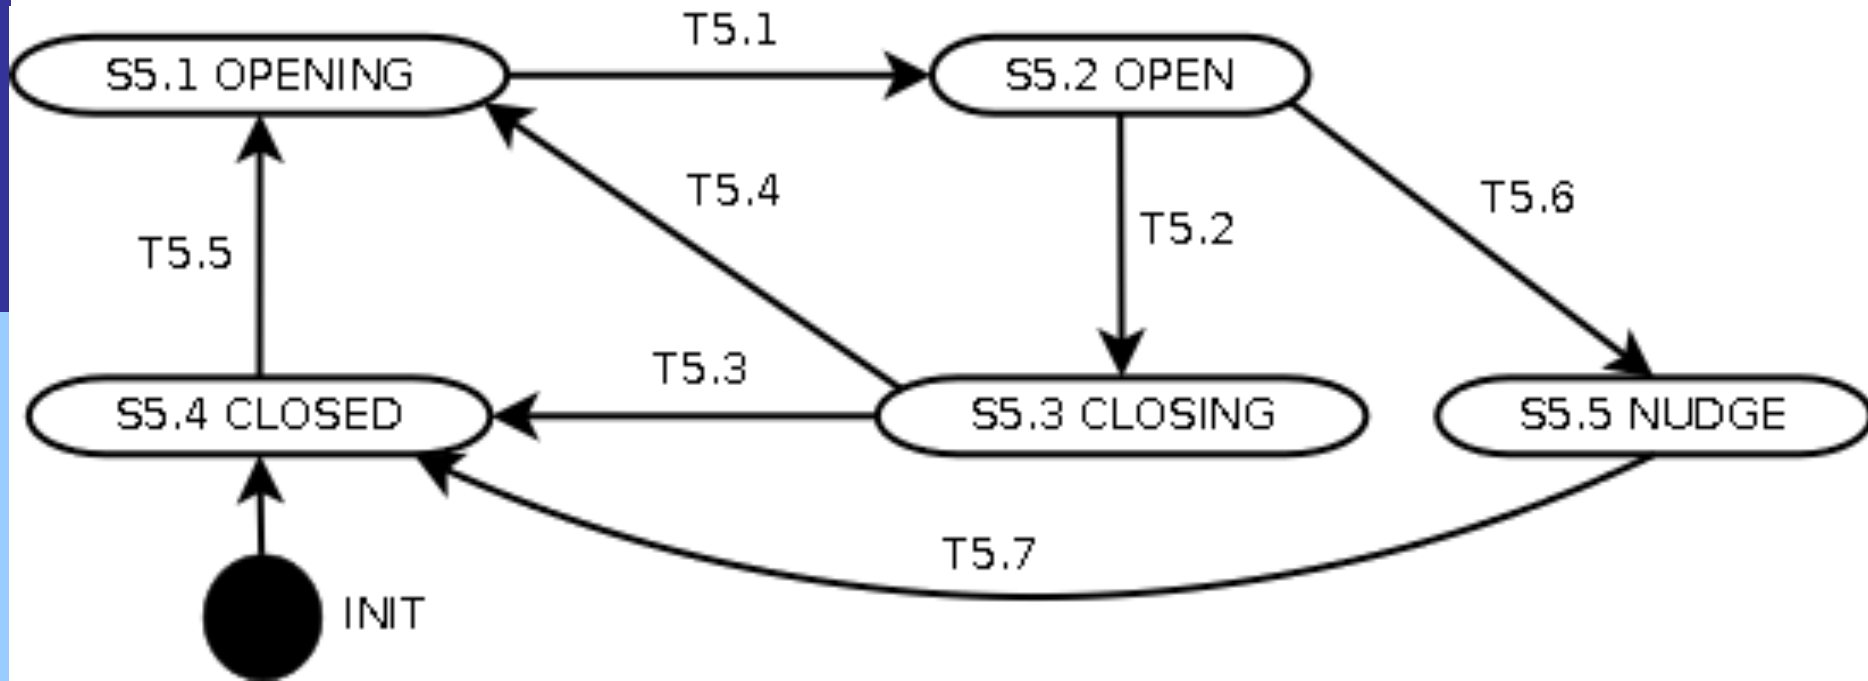 T5.1
S5.1 OPENING
S5.2 OPEN
T5.4
T5.6
T5.2
T5.5
T5.3
S5.4 CLOSED
S5.3 CLOSING
S5.5 NUDGE
T5.7
INIT